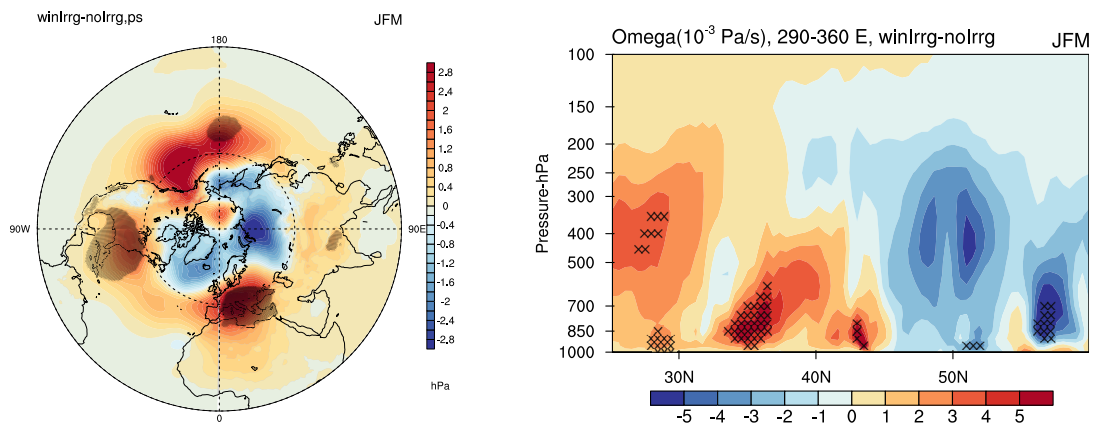 winIrrg-noIrrg,ps
JFM
180
90W
90E
0
2.8
2.4
2
1.6
1.2
0.8
0.4
0
-0.4
-0.8
-1.2
-1.6
-2
-2.4
-2.8
hPa
Omega(10⁻³ Pa/s), 290-360 E, winIrrg-noIrrg
JFM
Pressure-hPa
100
150
200
250
300
400
500
700
850
1000
30N
40N
50N
-5 -4 -3 -2 -1 0 1 2 3 4 5